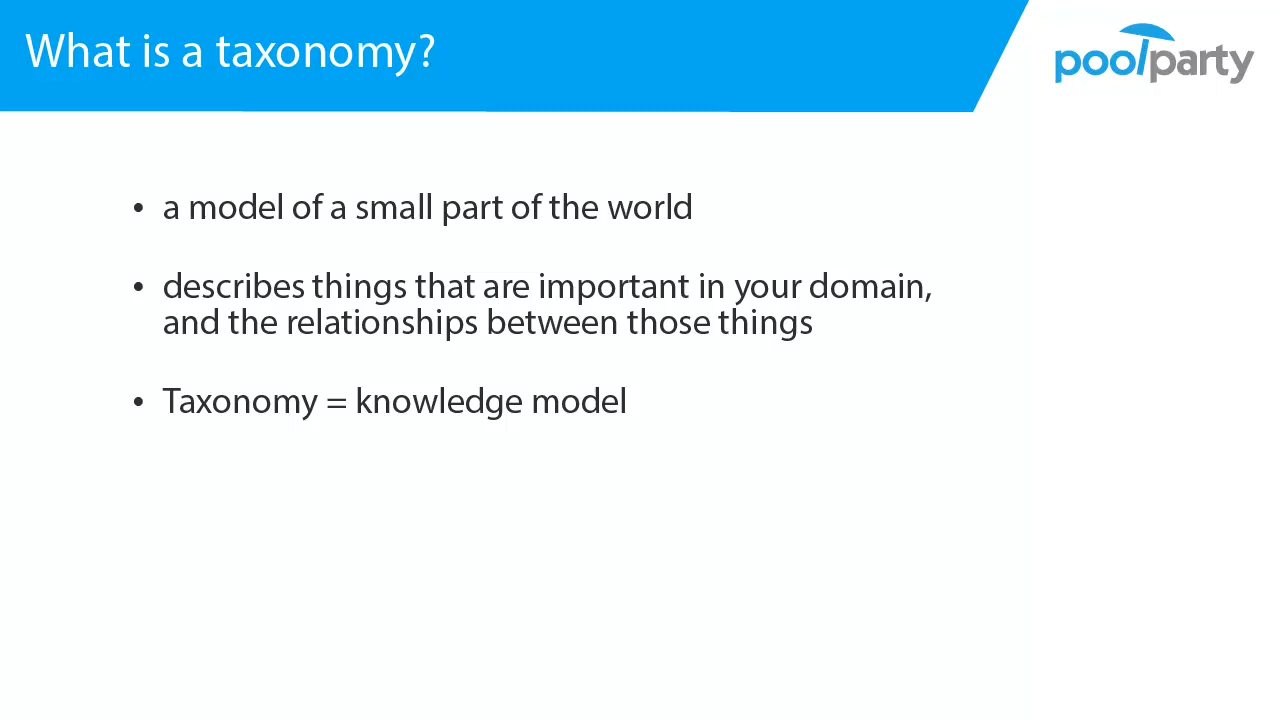 What is a taxonomy?
poolparty
• a model of a small part of the world
• describes things that are important in your domain,
and the relationships between those things
• Taxonomy = knowledge model